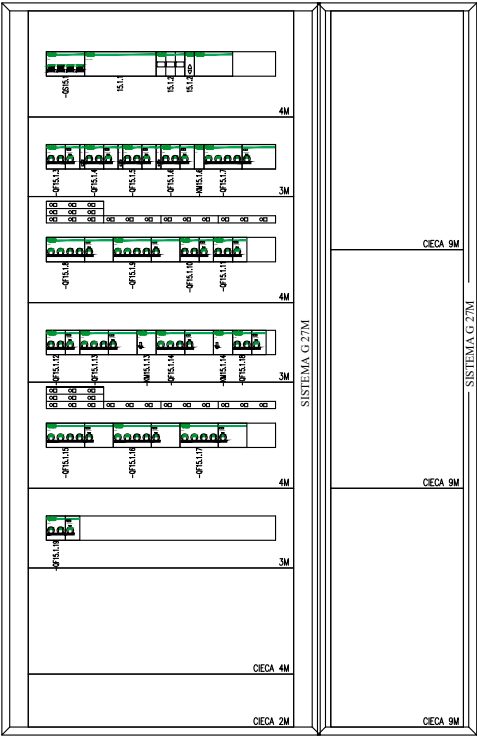 -QS15.1
15.1.1
15.1.2
15.1.2
4M
-QF15.1.3
-QF15.1.4
-QF15.1.5
-QF15.1.6
-KM15.1.6
-QF15.1.7
3M
-QF15.1.8
-QF15.1.9
-QF15.1.10
-QF15.1.11
4M
-QF15.1.12
-QF15.1.13
-KM15.1.13
-QF15.1.14
-KM15.1.14
-QF15.1.18
3M
-QF15.1.15
-QF15.1.16
-QF15.1.17
4M
-QF15.1.19
3M
CIECA 4M
CIECA 2M
SISTEMA G 27M
CIECA 9M
CIECA 9M
CIECA 9M
SISTEMA G 27M